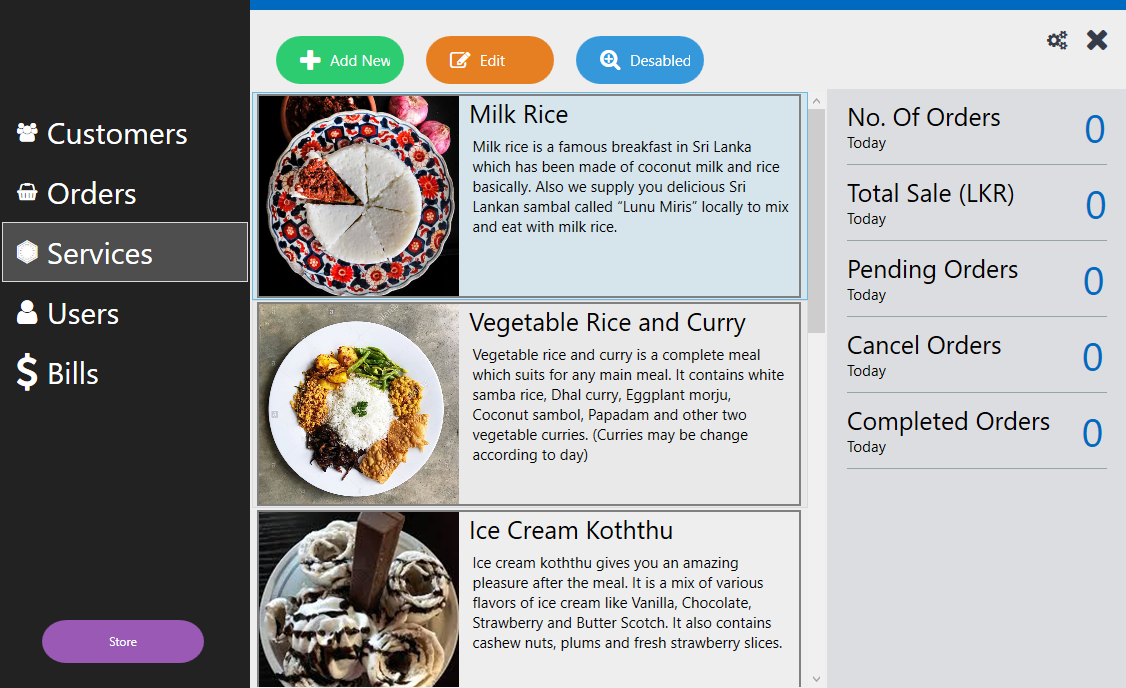 Customers
Orders
Services
Users
Bills
Store
Add New
Edit
Desabled
Milk Rice
Milk rice is a famous breakfast in Sri Lanka
which has been made of coconut milk and rice
basically. Also we supply you delicious Sri
Lankan sambal called “Lunu Miris” locally to mix
and eat with milk rice.
Vegetable Rice and Curry
Vegetable rice and curry is a complete meal
which suits for any main meal. It contains white
samba rice, Dhal curry, Eggplant morju,
Coconut sambol, Papadam and other two
vegetable curries. (Curries may be change
according to day)
Ice Cream Koththu
Ice cream koththu gives you an amazing
pleasure after the meal. It is a mix of various
flavors of ice cream like Vanilla, Chocolate,
Strawberry and Butter Scotch. It also contains
cashew nuts, plums and fresh strawberry slices.
No. Of Orders
Today
0
Total Sale (LKR)
Today
0
Pending Orders
Today
0
Cancel Orders
Today
0
Completed Orders
Today
0